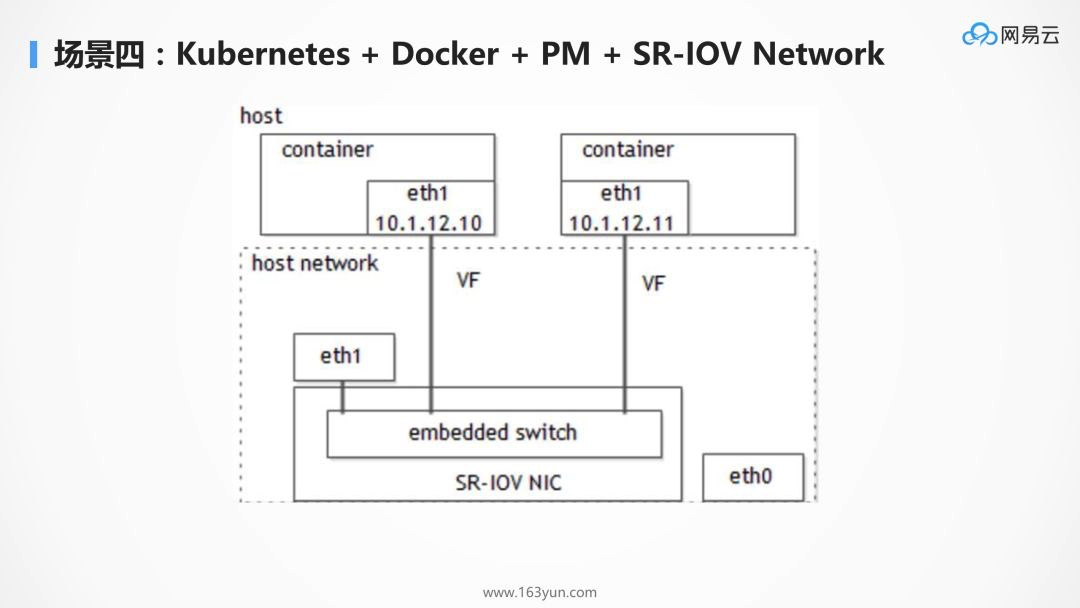 网易云
场景四：Kubernetes + Docker + PM + SR-IOV Network
host
container
eth1
10.1.12.10
container
eth1
10.1.12.11
host network
VF
VF
eth1
embedded switch
SR-IOV NIC
eth0
www.163yun.com